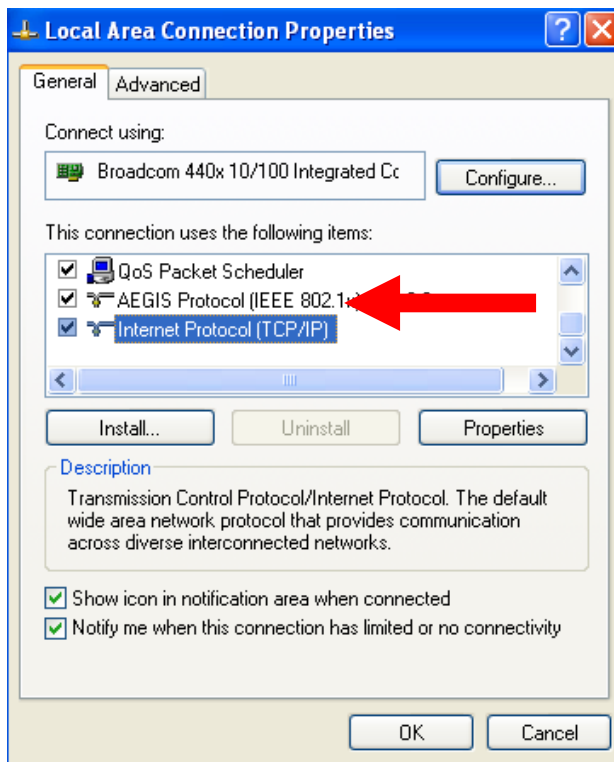 Local Area Connection Properties
General
Advanced
Connect using:
Broadcom 440x 10/100 Integrated Cc
Configure...
This connection uses the following items:
QoS Packet Scheduler
AEGIS Protocol (IEEE 802.1x)
Internet Protocol (TCP/IP)
Install...
Uninstall
Properties
Description
Transmission Control Protocol/Internet Protocol. The default
wide area network protocol that provides communication
across diverse interconnected networks.
Show icon in notification area when connected
Notify me when this connection has limited or no connectivity
OK
Cancel